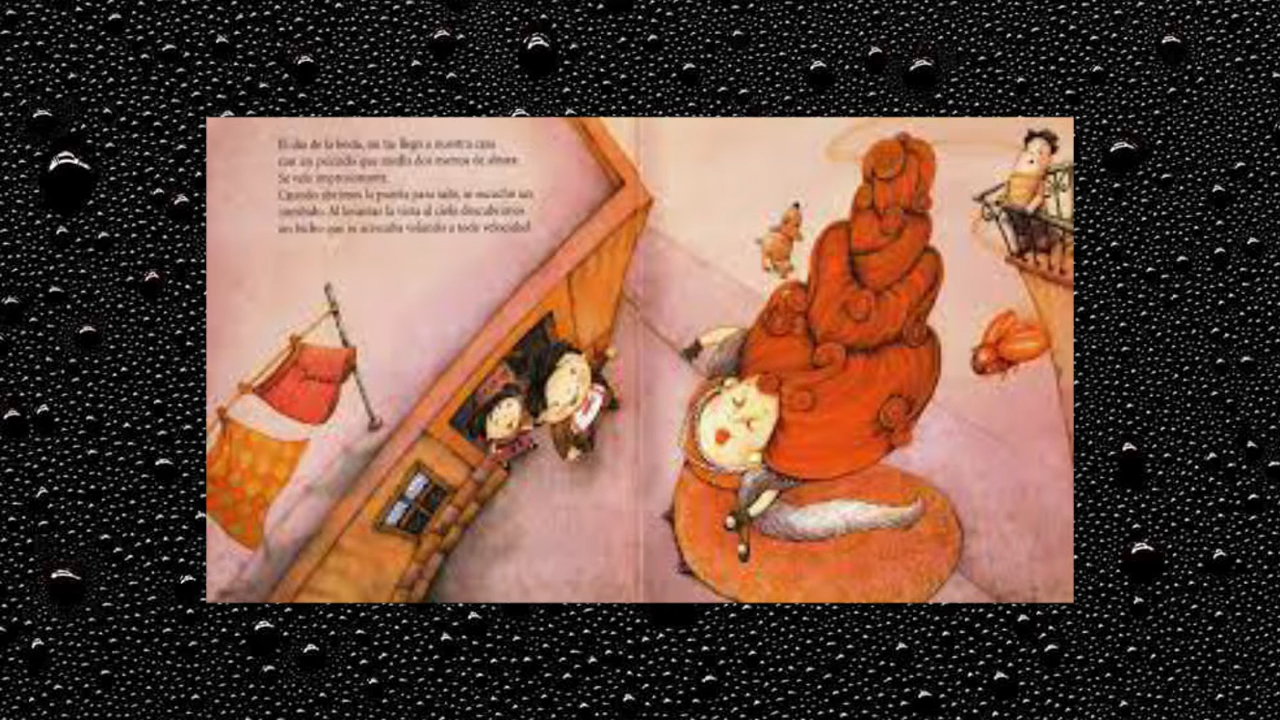 El día de la boda, mi tía llegó a nuestra casa
con un peinado que medía dos metros de altura.
Se veía impresionante.
Cuando abrimos la puerta para salir, se escuchó un
zumbido. Al levantar la vista al cielo descubrimos
un bicho que se acercaba volando a toda velocidad.